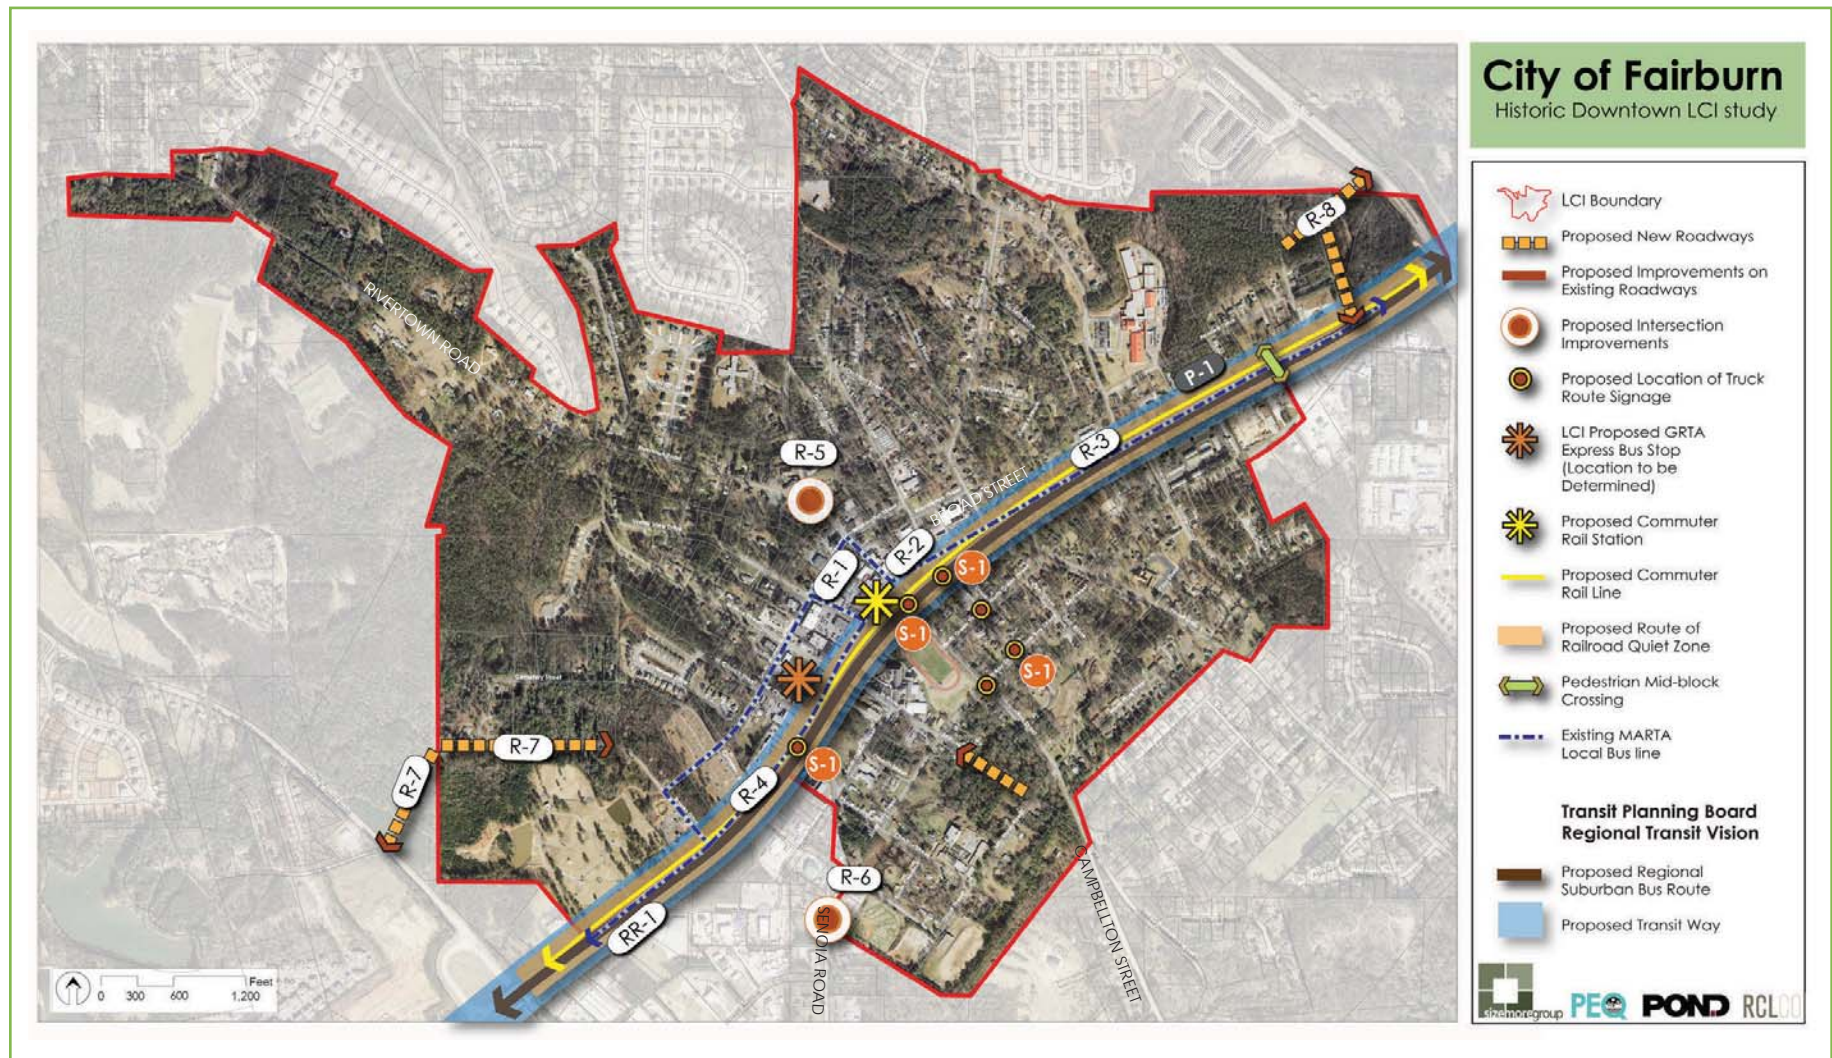 City of Fairburn
Historic Downtown LCI study
LCI Boundary
Proposed New Roadways
Proposed Improvements on
Existing Roadways
Proposed Intersection
Improvements
Proposed Location of Truck
Route Signage
LCI Proposed GRTA
Express Bus Stop
(Location to be
Determined)
Proposed Commuter
Rail Station
Proposed Commuter
Rail Line
Proposed Route of
Railroad Quiet Zone
Pedestrian Mid-block
Crossing
Existing MARTA
Local Bus line
Transit Planning Board
Regional Transit Vision
Proposed Regional
Suburban Bus Route
Proposed Transit Way
sizemoregroup
PEQ
POND
RCLCO
RIVERTOWN ROAD
R-8
P-1
R-3
R-5
BROAD STREET
R-2
R-1
S-1
S-1
S-1
S-1
R-7
R-7
R-4
R-6
RR-1
SENOIA ROAD
CAMPBELLTON STREET
Feet
0 300 600 1,200